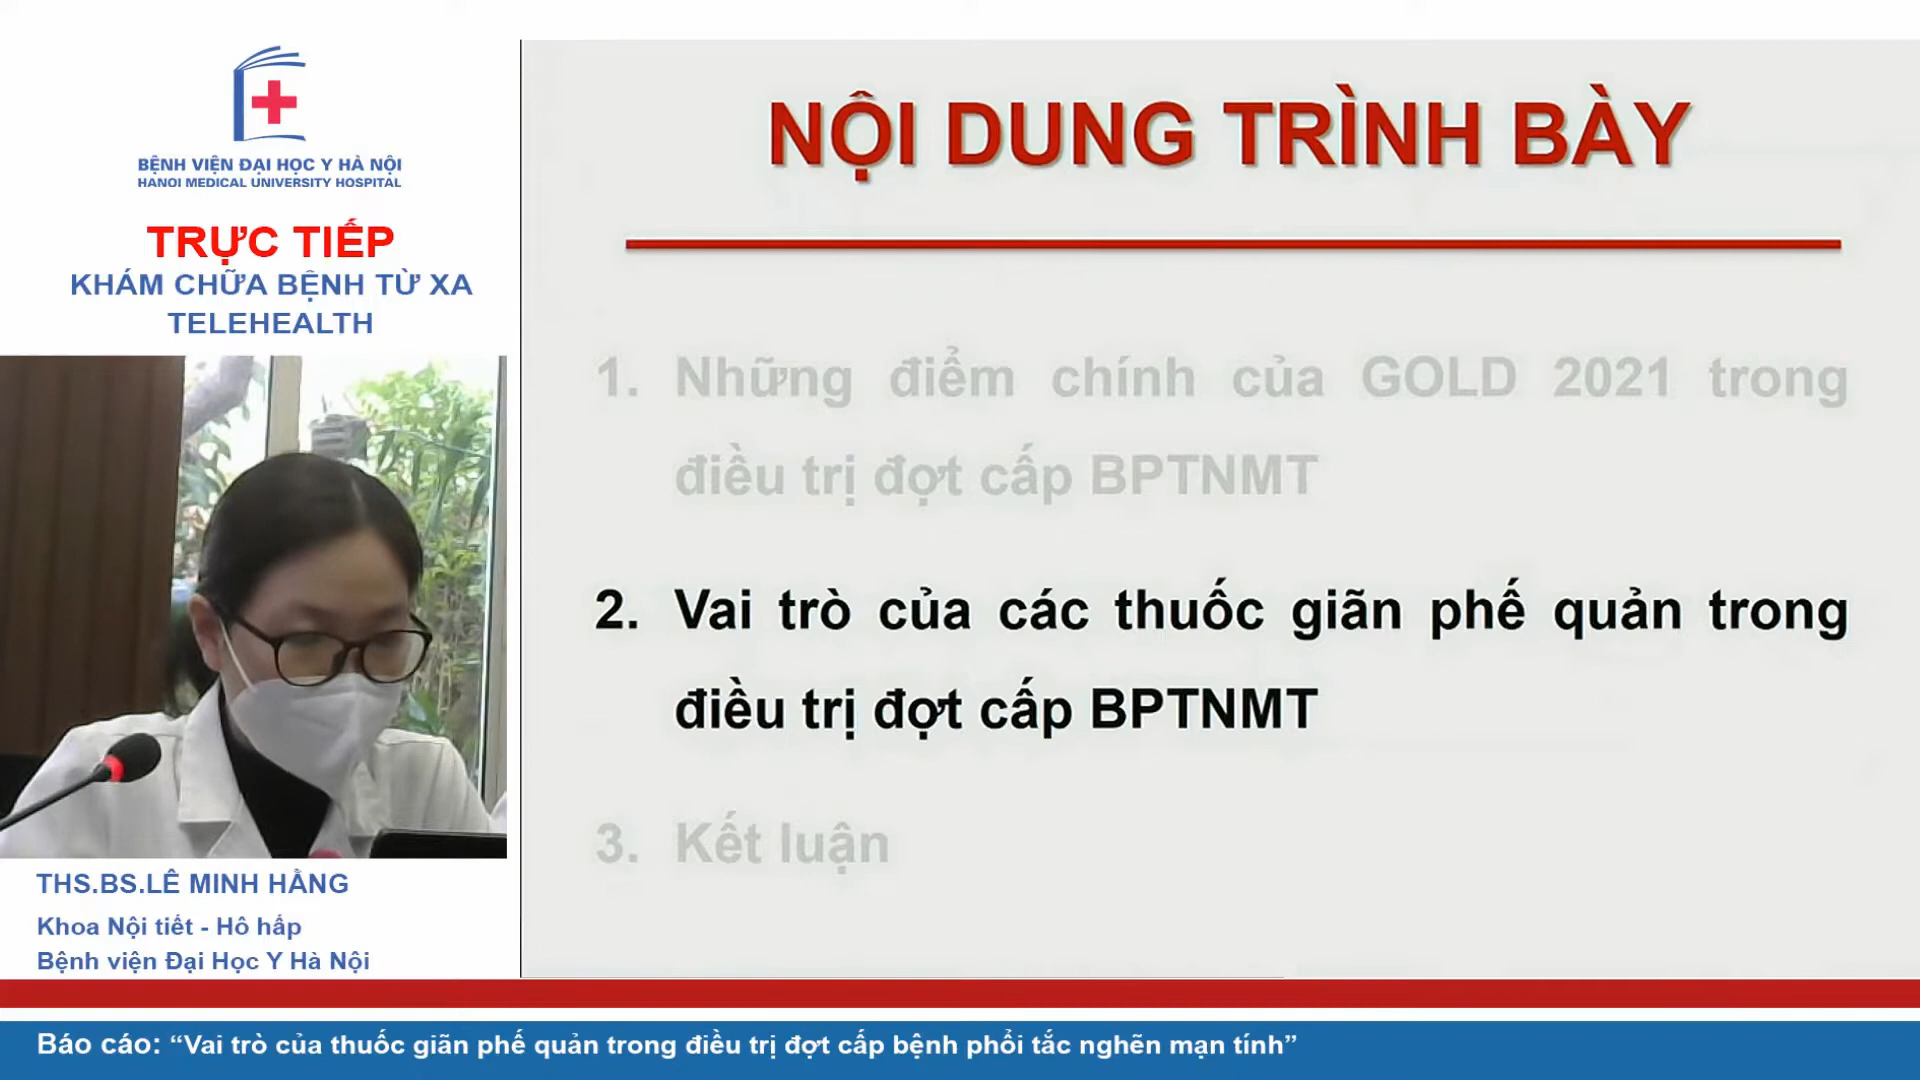 BỆNH VIỆN ĐẠI HỌC Y HÀ NỘI
HANOI MEDICAL UNIVERSITY HOSPITAL
TRỰC TIẾP
KHÁM CHỮA BỆNH TỪ XA
TELEHEALTH
THS.BS.LÊ MINH HẰNG
Khoa Nội tiết - Hô hấp
Bệnh viện Đại Học Y Hà Nội
NỘI DUNG TRÌNH BÀY
1. Những điểm chính của GOLD 2021 trong
điều trị đợt cấp BPTNMT
2. Vai trò của các thuốc giãn phế quản trong
điều trị đợt cấp BPTNMT
3. Kết luận
Báo cáo: “Vai trò của thuốc giãn phế quản trong điều trị đợt cấp bệnh phổi tắc nghẽn mạn tính”